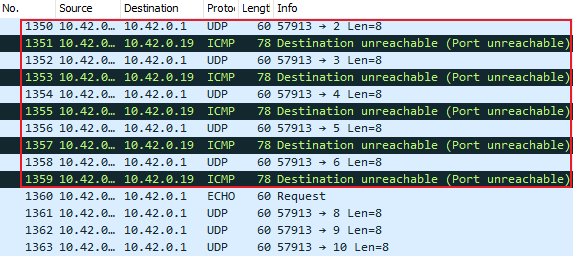 No. Source Destination Protoc Lengt Info
1350 10.42.0… 10.42.0.1 UDP 60 57913 → 2 Len=8
1351 10.42.0… 10.42.0.19 ICMP 78 Destination unreachable (Port unreachable)
1352 10.42.0… 10.42.0.1 UDP 60 57913 → 3 Len=8
1353 10.42.0… 10.42.0.19 ICMP 78 Destination unreachable (Port unreachable)
1354 10.42.0… 10.42.0.1 UDP 60 57913 → 4 Len=8
1355 10.42.0… 10.42.0.19 ICMP 78 Destination unreachable (Port unreachable)
1356 10.42.0… 10.42.0.1 UDP 60 57913 → 5 Len=8
1357 10.42.0… 10.42.0.19 ICMP 78 Destination unreachable (Port unreachable)
1358 10.42.0… 10.42.0.1 UDP 60 57913 → 6 Len=8
1359 10.42.0… 10.42.0.19 ICMP 78 Destination unreachable (Port unreachable)
1360 10.42.0… 10.42.0.1 ECHO 60 Request
1361 10.42.0… 10.42.0.1 UDP 60 57913 → 8 Len=8
1362 10.42.0… 10.42.0.1 UDP 60 57913 → 9 Len=8
1363 10.42.0… 10.42.0.1 UDP 60 57913 → 10 Len=8